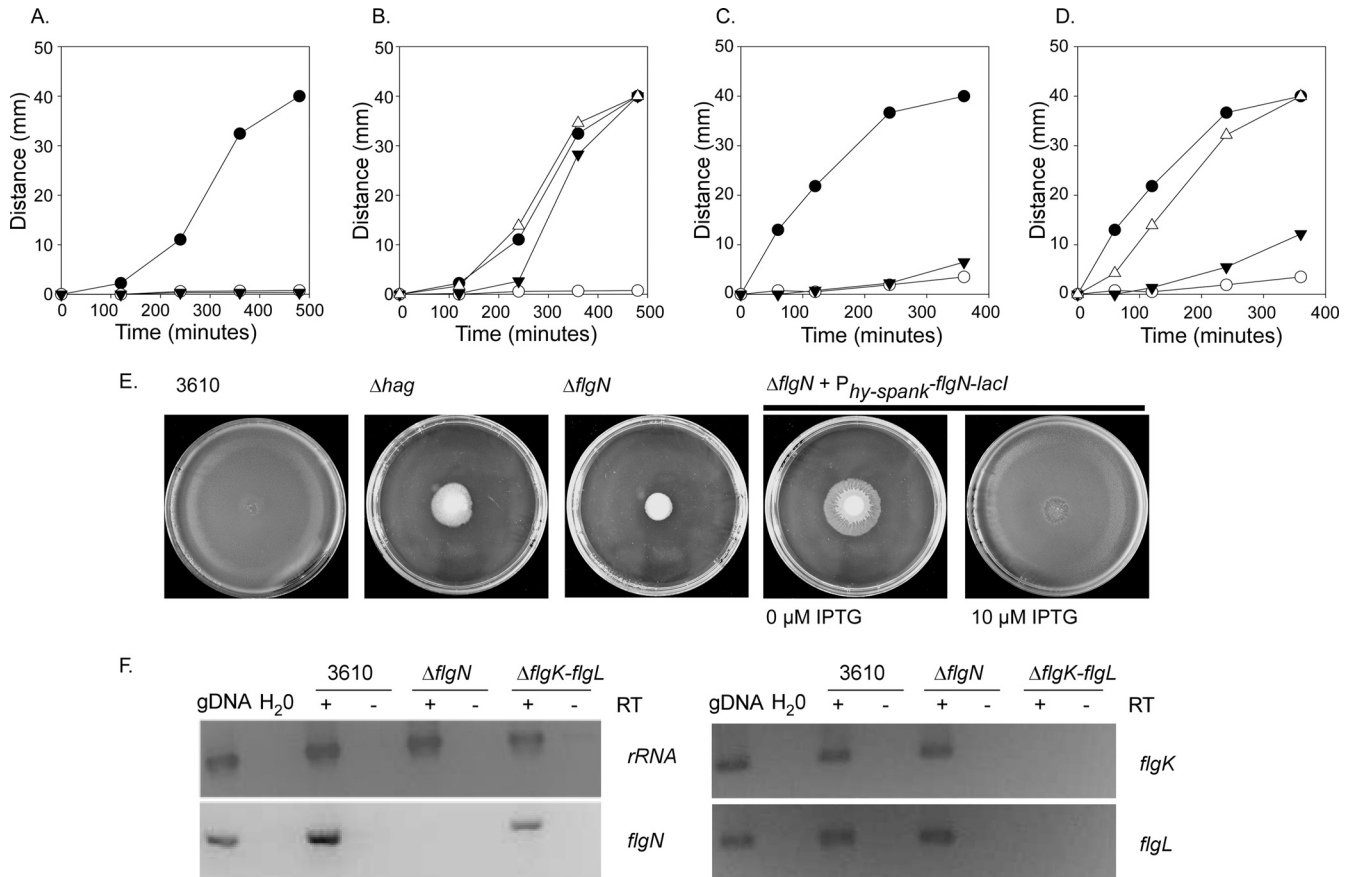 A. B. C. D.
50 50 50 50
40 40 40 40
30 30 30 30
20 20 20 20
10 10 10 10
0 0 0 0
Distance (mm) Distance (mm) Distance (mm) Distance (mm)
0 100 200 300 400 500 0 100 200 300 400 500 0 100 200 300 400 0 100 200 300 400
Time (minutes) Time (minutes) Time (minutes) Time (minutes)
E. 3610 Δhag ΔflgN ΔflgN + Phy-spank-flgN-lacI
0 µM IPTG 10 µM IPTG
F. 3610 ΔflgN ΔflgK-flgL 3610 ΔflgN ΔflgK-flgL
gDNA H20 + - + - + - RT gDNA H20 + - + - + - RT
rRNA flgK
flgN flgL